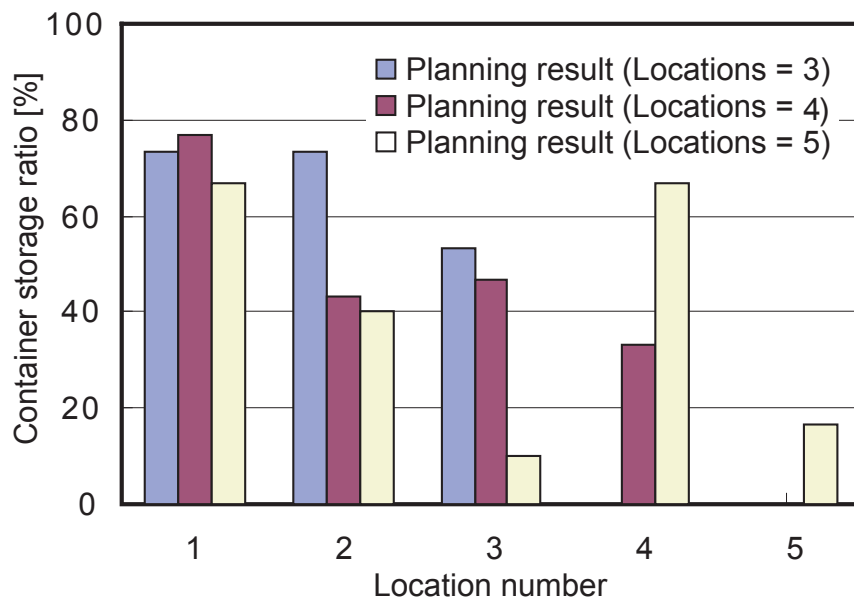 100
80
60
40
20
0
Container storage ratio [%]
Planning result (Locations = 3)
Planning result (Locations = 4)
Planning result (Locations = 5)
1 2 3 4 5
Location number